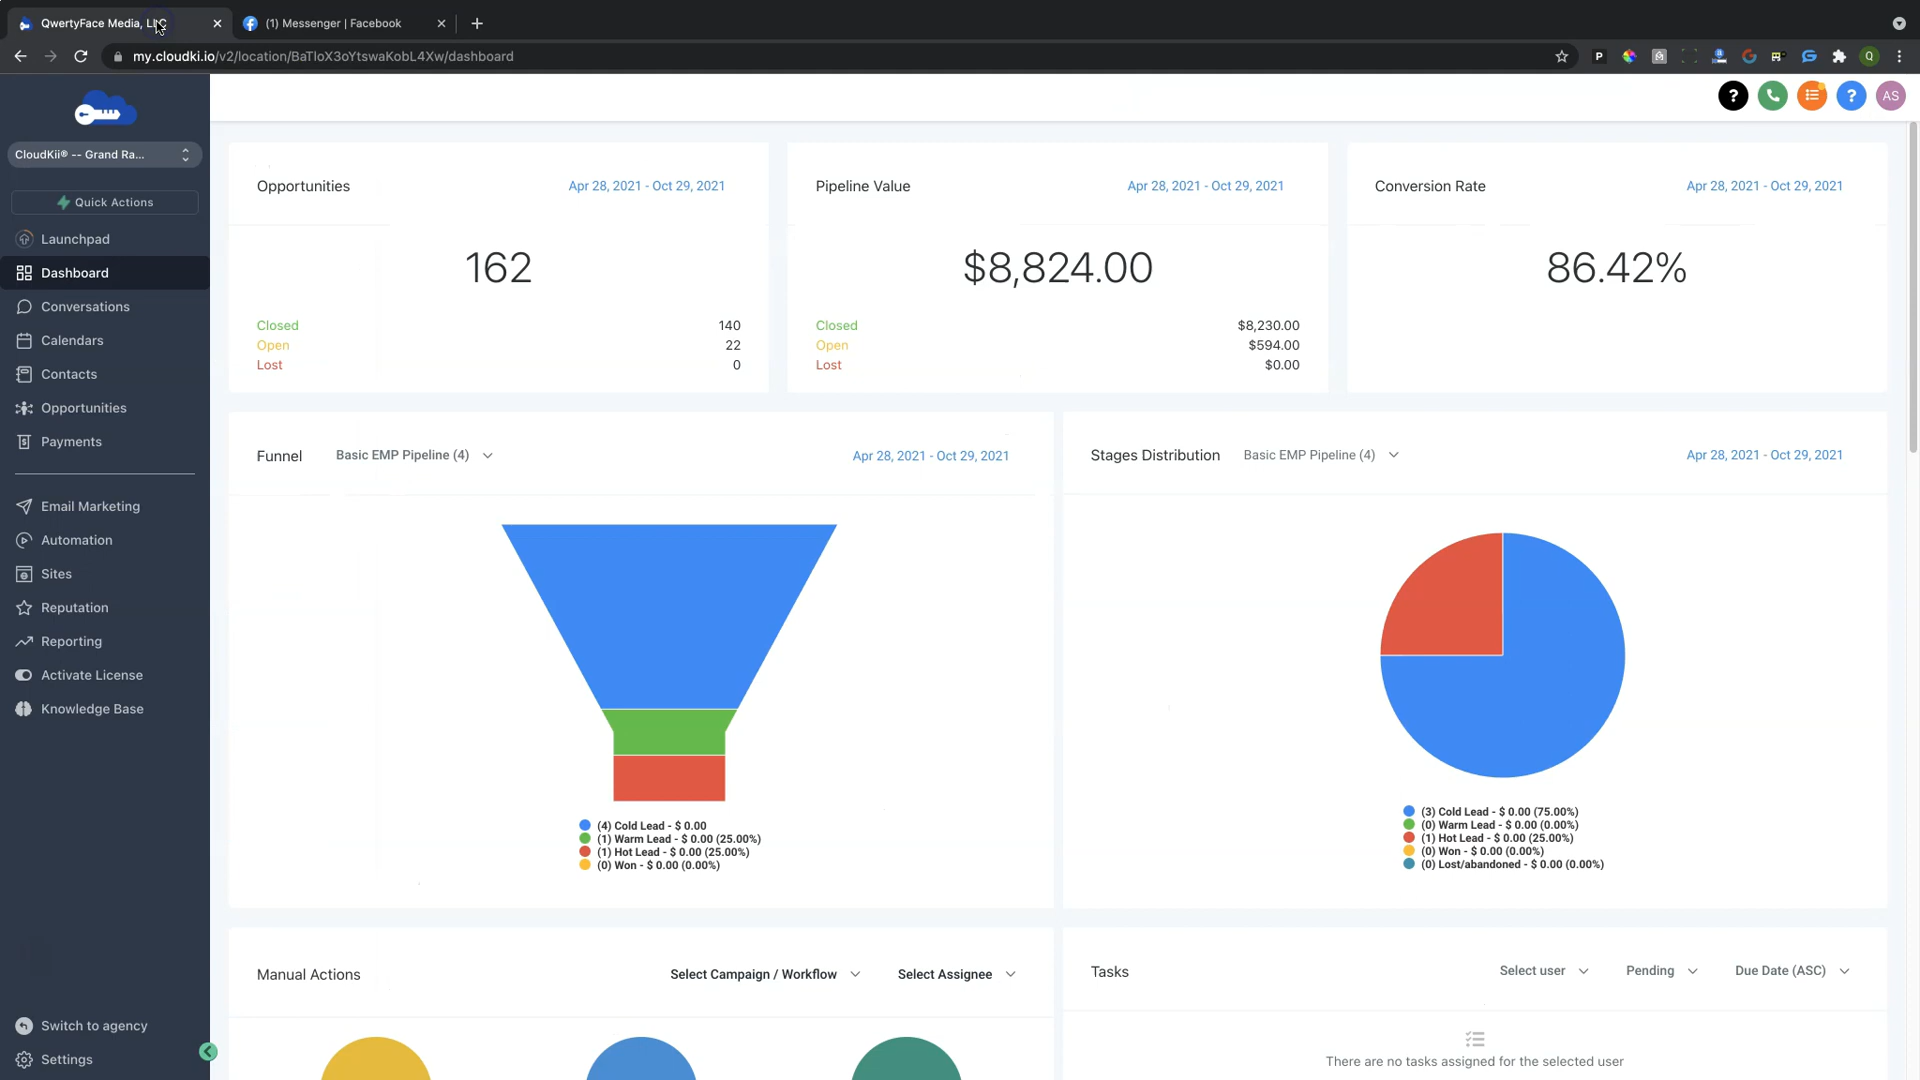 QwertyFace Media, LLC
(1) Messenger | Facebook
my.cloudki.io/v2/location/BaTloX3oYtswaKobL4Xw/dashboard
P
Q
AS
CloudKii® -- Grand Ra...
Quick Actions
Launchpad
Dashboard
Conversations
Calendars
Contacts
Opportunities
Payments
Email Marketing
Automation
Sites
Reputation
Reporting
Activate License
Knowledge Base
Switch to agency
Settings
Opportunities
Apr 28, 2021 - Oct 29, 2021
162
Closed 140
Open 22
Lost 0
Pipeline Value
Apr 28, 2021 - Oct 29, 2021
$8,824.00
Closed $8,230.00
Open $594.00
Lost $0.00
Conversion Rate
Apr 28, 2021 - Oct 29, 2021
86.42%
Funnel
Basic EMP Pipeline (4)
Apr 28, 2021 - Oct 29, 2021
(4) Cold Lead - $ 0.00
(1) Warm Lead - $ 0.00 (25.00%)
(1) Hot Lead - $ 0.00 (25.00%)
(0) Won - $ 0.00 (0.00%)
Stages Distribution
Basic EMP Pipeline (4)
Apr 28, 2021 - Oct 29, 2021
(3) Cold Lead - $ 0.00 (75.00%)
(0) Warm Lead - $ 0.00 (0.00%)
(1) Hot Lead - $ 0.00 (25.00%)
(0) Won - $ 0.00 (0.00%)
(0) Lost/abandoned - $ 0.00 (0.00%)
Manual Actions
Select Campaign / Workflow
Select Assignee
Tasks
Select user
Pending
Due Date (ASC)
There are no tasks assigned for the selected user